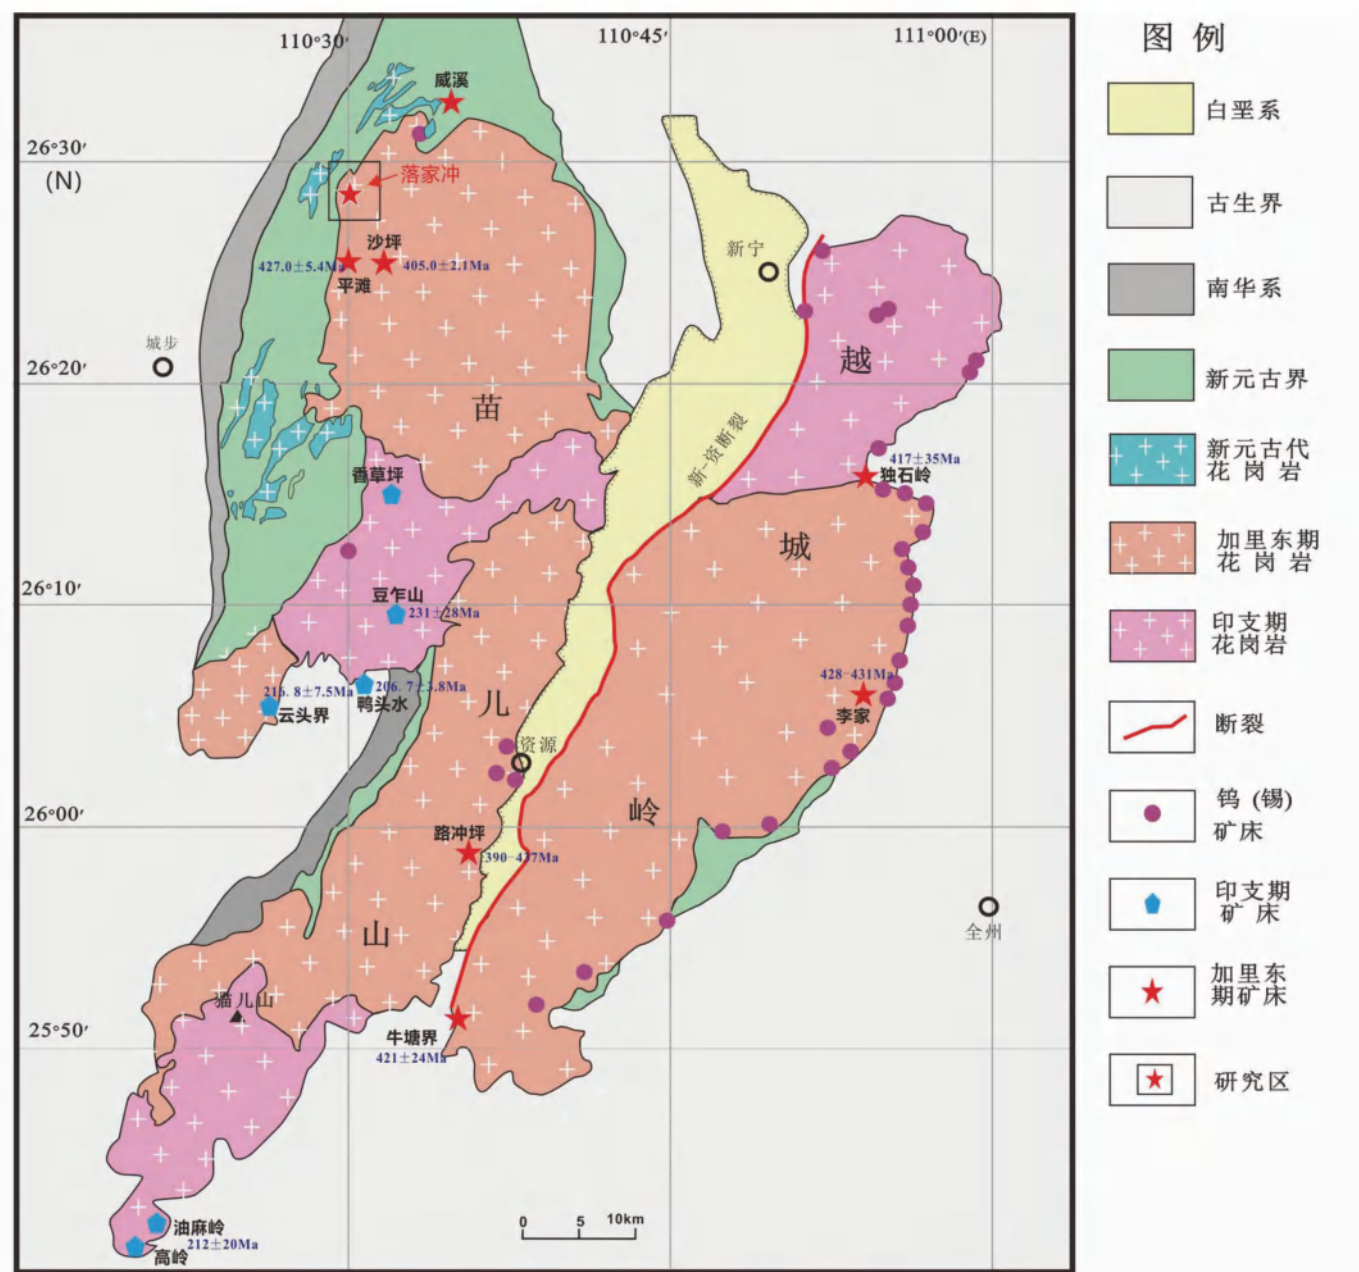 110°30′
110°45′
111°00′(E)
威溪
26°30′
(N)
落家冲
沙坪
427.0±5.4Ma
405.0±2.1Ma
平滩
新宁
城步
26°20′
越
苗
新-资断裂
香草坪
417±35Ma
独石岭
城
26°10′
豆乍山
231±28Ma
428-431Ma
李家
216.8±7.5Ma
206.7±3.8Ma
云头界
鸭头水
儿
资源
岭
26°00′
路冲坪
390-437Ma
全州
山
猫儿山
25°50′
牛塘界
421±24Ma
0 5 10km
油麻岭
212±20Ma
高岭
图 例
白垩系
古生界
南华系
新元古界
新元古代
花 岗 岩
加里东期
花 岗 岩
印支期
花岗岩
断裂
钨 (锡)
矿床
印支期
矿 床
加里东
期矿床
研究区